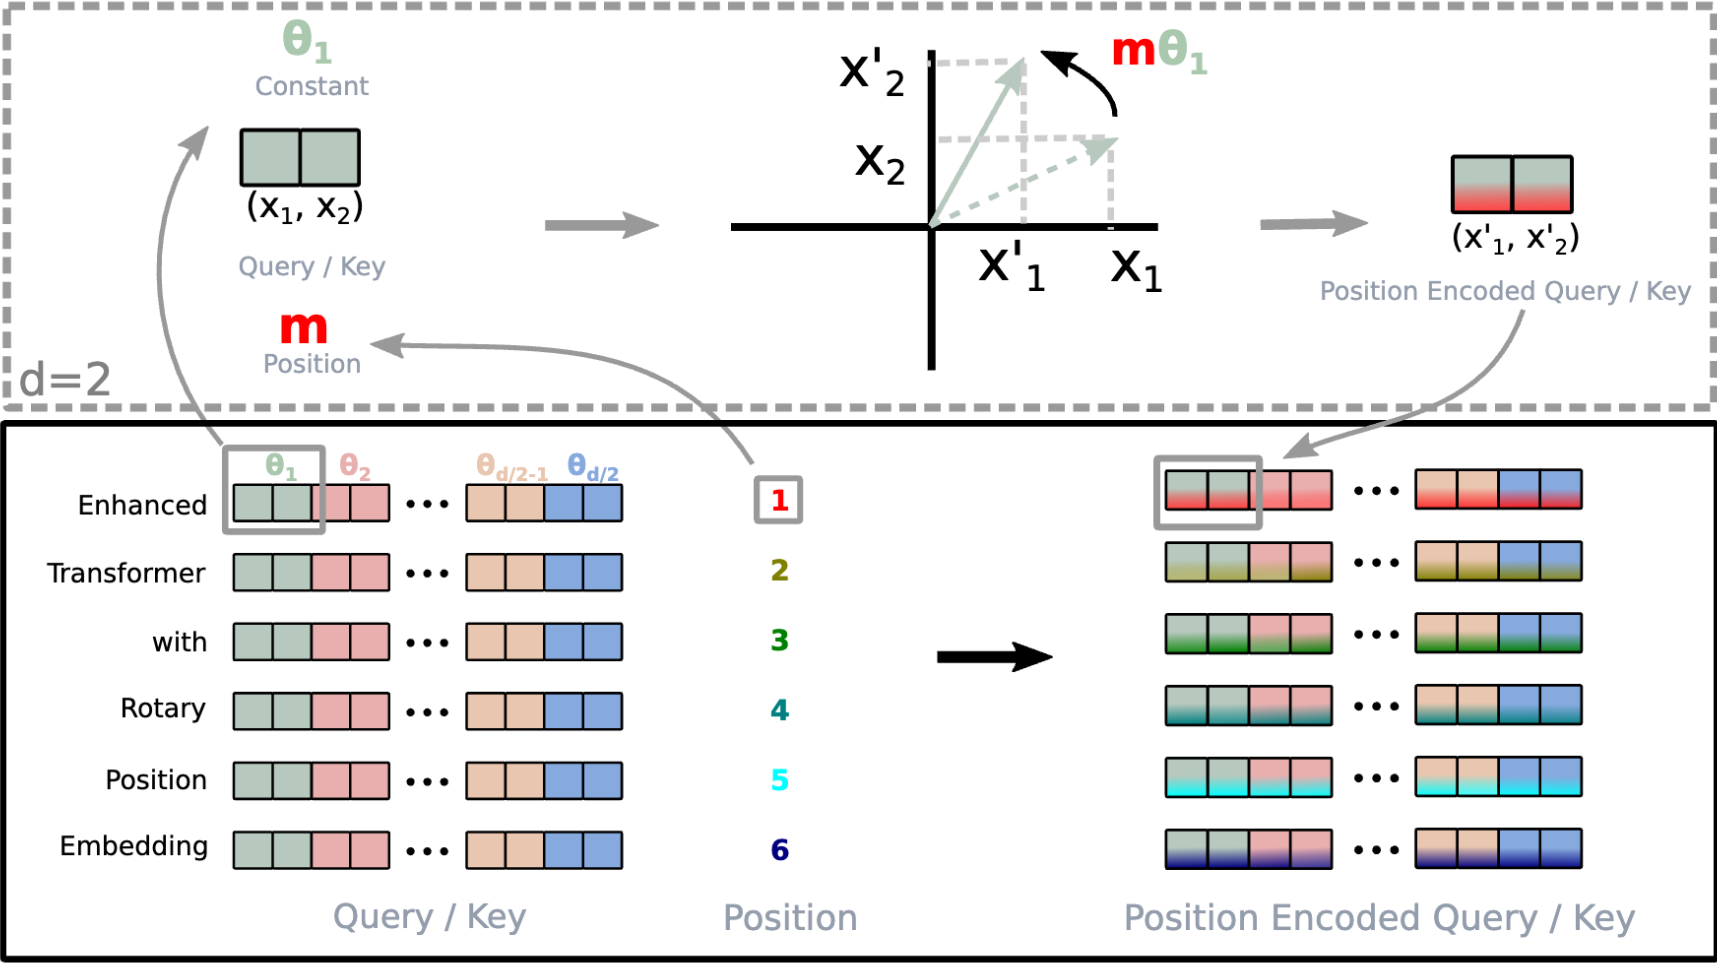 θ1
Constant
(x1, x2)
Query / Key
m
Position
d=2
x'2
x2
x'1
x1
mθ1
(x'1, x'2)
Position Encoded Query / Key
θ1 θ2 θd/2-1 θd/2
Enhanced 1
Transformer 2
with 3
Rotary 4
Position 5
Embedding 6
Query / Key
Position
Position Encoded Query / Key